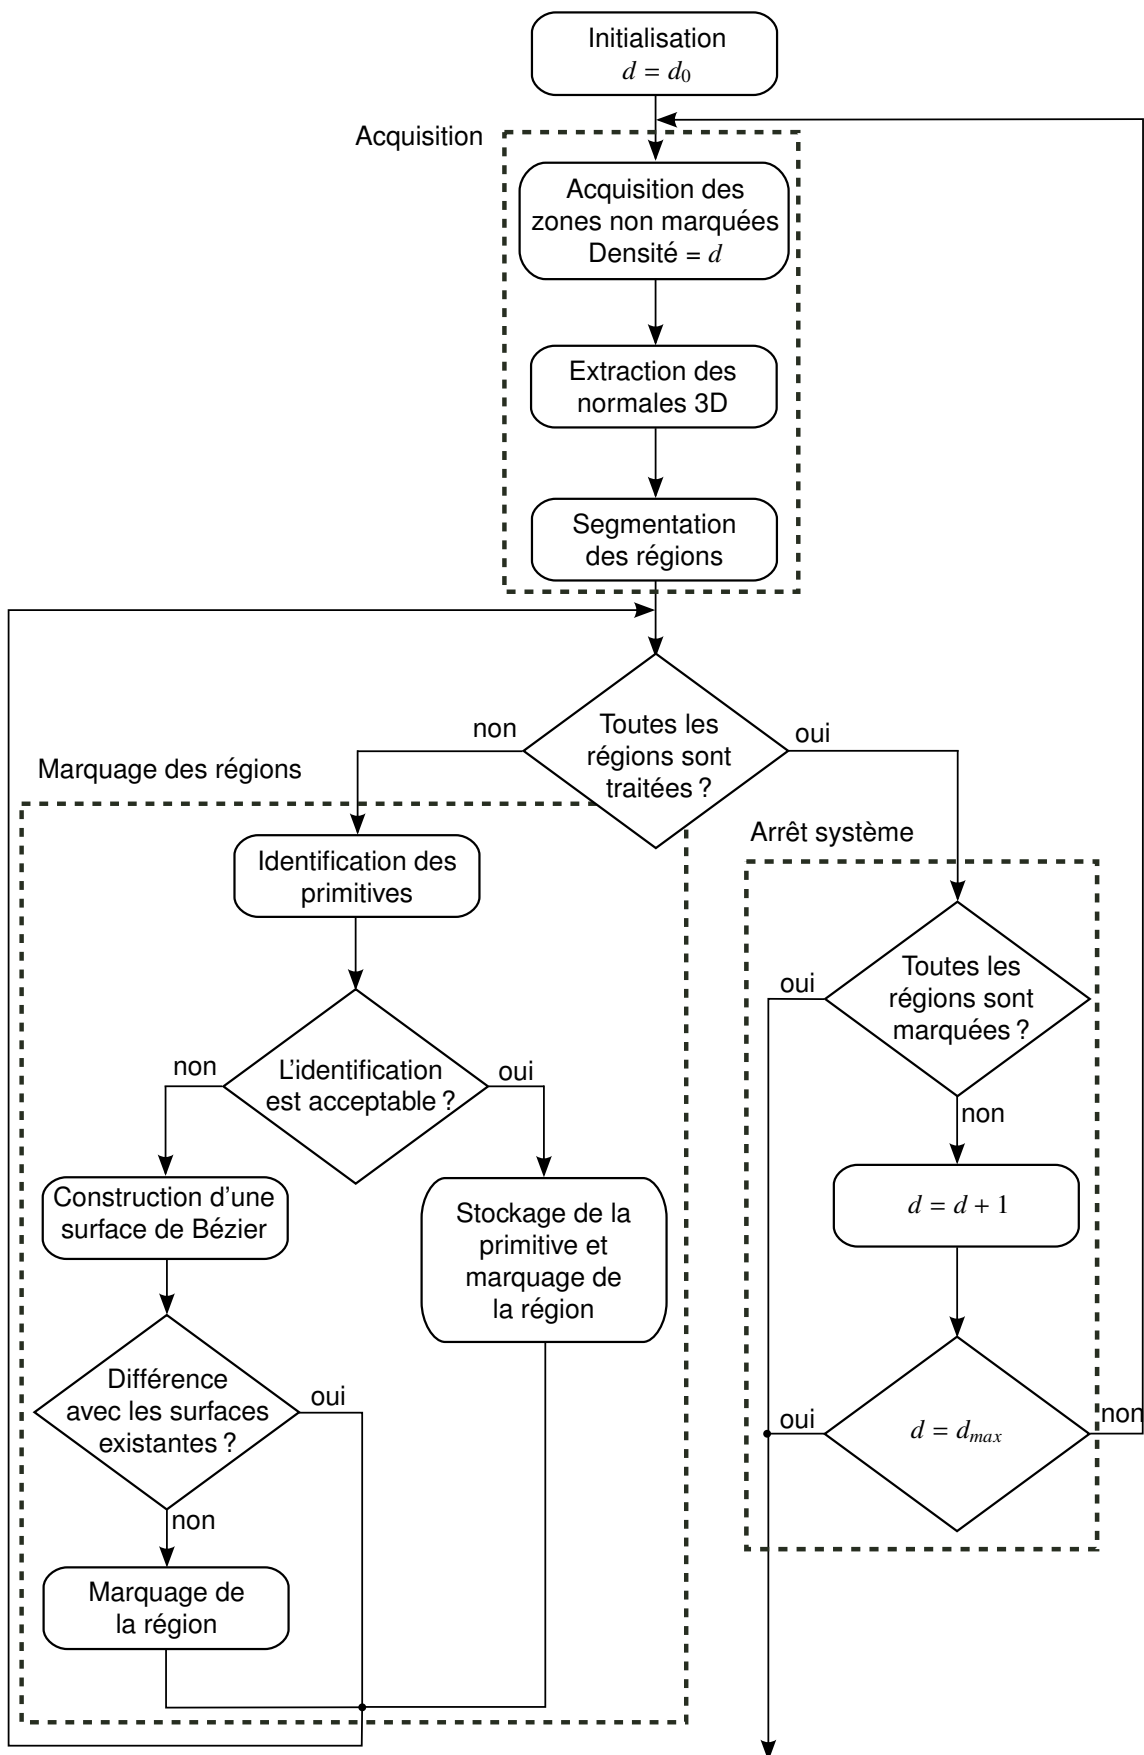 Initialisation
d = d0
Acquisition
Acquisition des
zones non marquées
Densité = d
Extraction des
normales 3D
Segmentation
des régions
non
Toutes les
régions sont
traitées ?
oui
Marquage des régions
Identification des
primitives
non
L'identification
est acceptable ?
oui
Construction d'une
surface de Bézier
Stockage de la
primitive et
marquage de
la région
Différence
avec les surfaces
existantes ?
oui
non
Marquage de
la région
Arrêt système
oui
Toutes les
régions sont
marquées ?
non
d = d + 1
oui
d = dmax
non